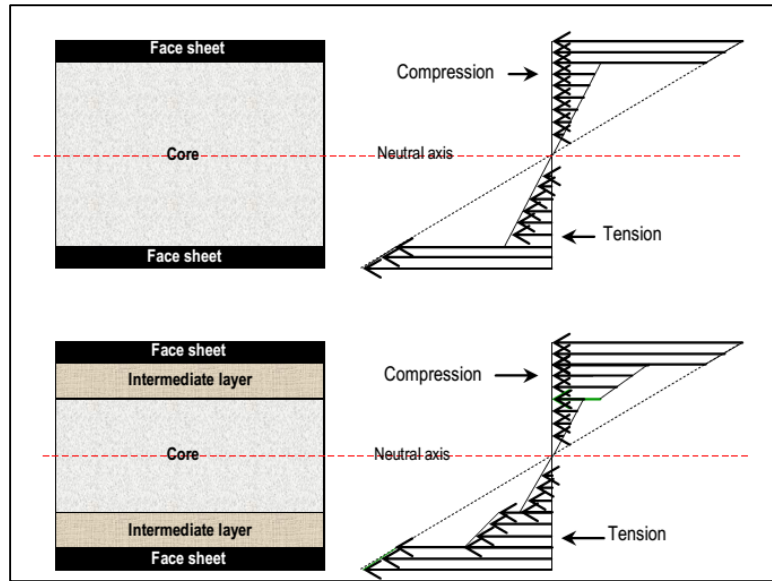 Face sheet
Compression
Core
Neutral axis
Face sheet
Tension
Face sheet
Intermediate layer
Compression
Core
Neutral axis
Intermediate layer
Face sheet
Tension